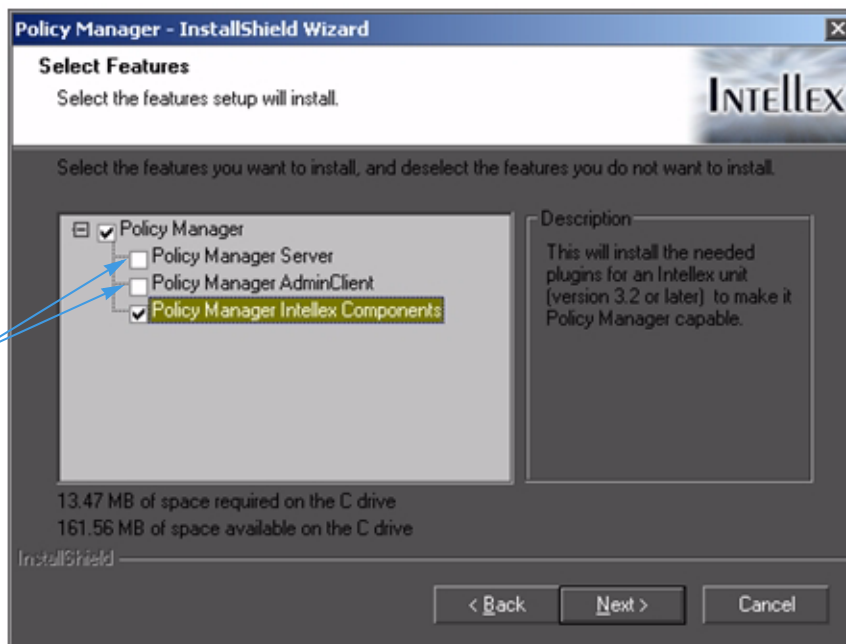 Policy Manager - InstallShield Wizard
Select Features
Select the features setup will install.
INTELLEX
Select the features you want to install, and deselect the features you do not want to install.
Policy Manager
Policy Manager Server
Policy Manager AdminClient
Policy Manager Intellex Components
Description
This will install the needed
plugins for an Intellex unit
(version 3.2 or later) to make it
Policy Manager capable.
13.47 MB of space required on the C drive
161.56 MB of space available on the C drive
InstallShield
< Back
Next >
Cancel